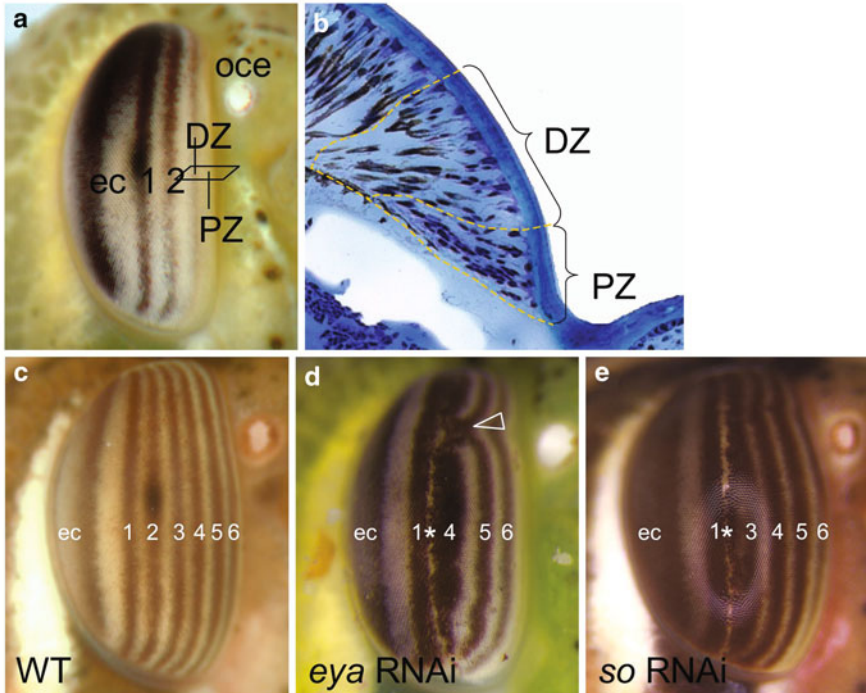 a
oce
DZ
ec 1 2
PZ
b
DZ
PZ
c
ec 1 2 3 4 5 6
WT
d
ec 1* 4 5 6
eya RNAi
e
ec 1* 3 4 5 6
so RNAi